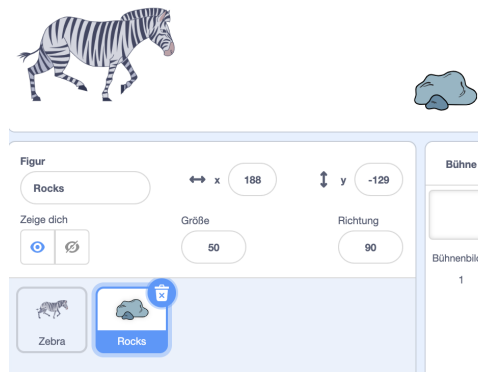 Figur
Bühne
Rocks
x
188
y
-129
Zeige dich
Größe
Richtung
50
90
Bühnenbild
1
Zebra
Rocks